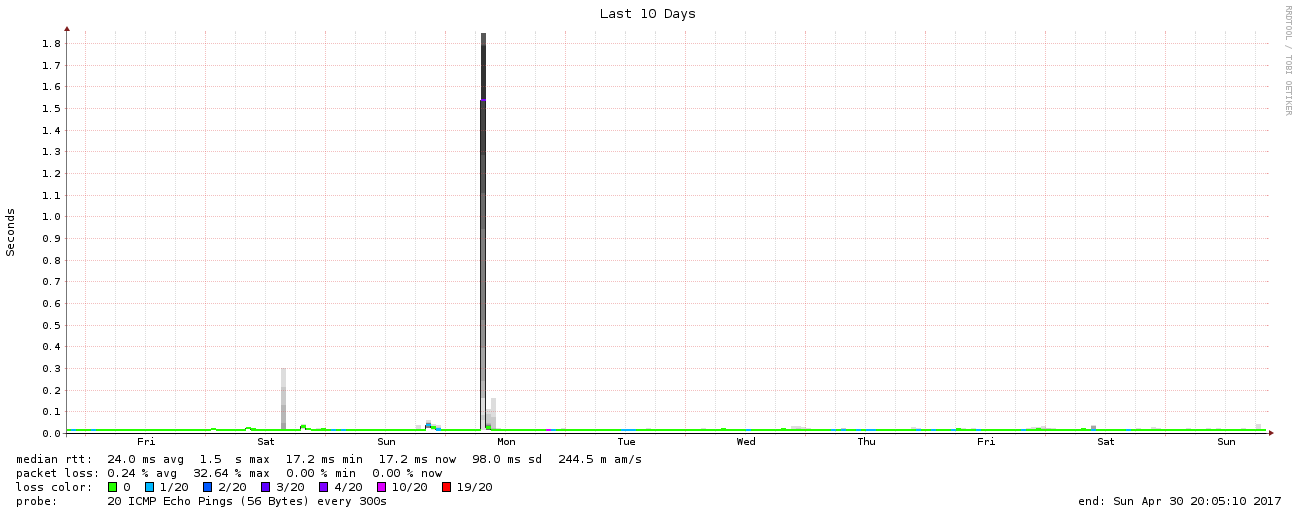 Last 10 Days
RRDTOOL / TOBI OETIKER
Seconds
1.8
1.7
1.6
1.5
1.4
1.3
1.2
1.1
1.0
0.9
0.8
0.7
0.6
0.5
0.4
0.3
0.2
0.1
0.0
Fri Sat Sun Mon Tue Wed Thu Fri Sat Sun
median rtt: 24.0 ms avg 1.5 s max 17.2 ms min 17.2 ms now 98.0 ms sd 244.5 m am/s
packet loss: 0.24 % avg 32.64 % max 0.00 % min 0.00 % now
loss color: 0 1/20 2/20 3/20 4/20 10/20 19/20
probe: 20 ICMP Echo Pings (56 Bytes) every 300s end: Sun Apr 30 20:05:10 2017